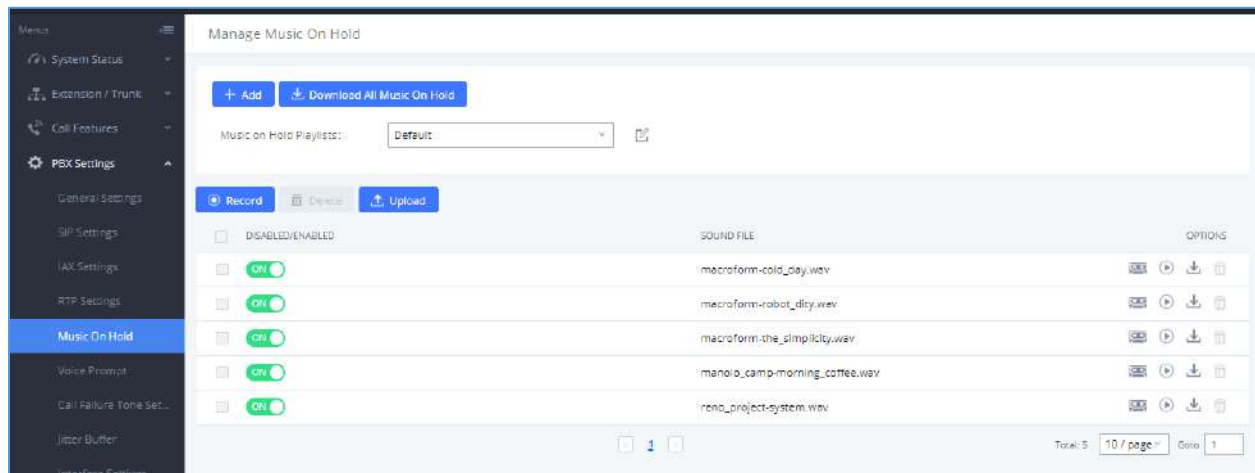 Menus
System Status
Extension / Trunk
Call Features
PBX Settings
General Settings
SIP Settings
IAX Settings
RTP Settings
Music On Hold
Voice Prompt
Call Failure Tone Set...
Jitter Buffer
Interface Settings
Manage Music On Hold
+ Add
Download All Music On Hold
Music on Hold Playlists:
Default
Record
Delete
Upload
DISABLED/ENABLED SOUND FILE OPTIONS
ON macroform-cold_day.wav
ON macroform-robot_dity.wav
ON macroform-the_simplicity.wav
ON manolo_camp-morning_coffee.wav
ON reno_project-system.wav
1
Total: 5 10 / page Goto 1